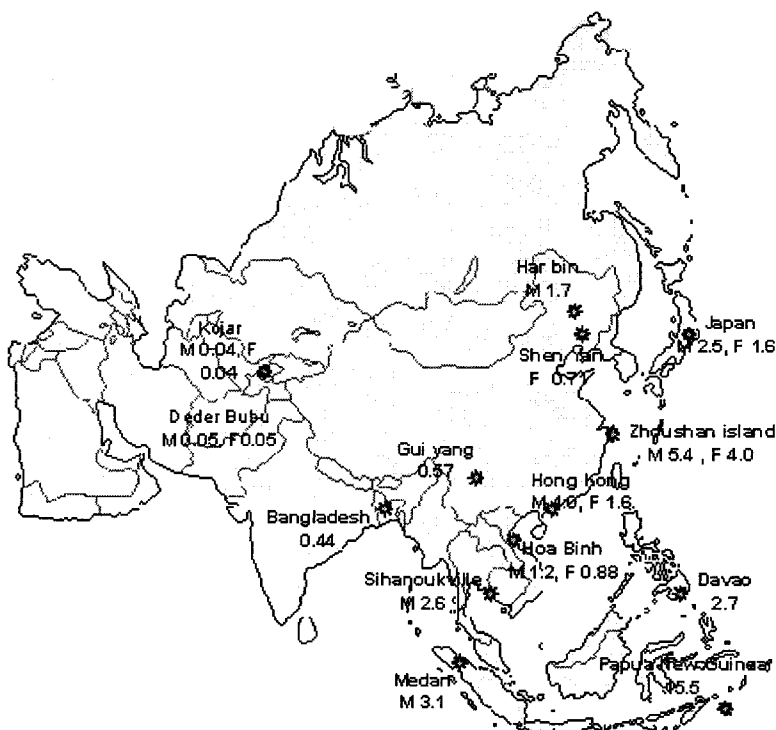 Har bin
M 1.7
Japan
M 2.5, F 1.6
Kojar
M 0.04, F
0.04
Shen Yan
F 0.71
Deder Bubu
M 0.05, F 0.05
Zhoushan island
M 5.4 , F 4.0
Gui yang
0.57
Hong Kong
M 4.0, F 1.6
Bangladesh
0.44
Hoa Binh
M 1.2, F 0.88
Sihanoukville
M 2.6
Davao
2.7
Papua New Guinea
15.5
Medan
M 3.1